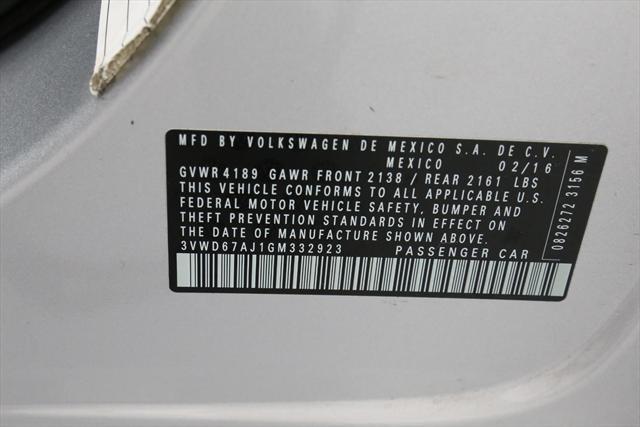 MFD BY VOLKSWAGEN DE MEXICO S.A. DE C.V.
MEXICO 02/16
GVWR 4189 GAWR FRONT 2138 / REAR 2161 LBS
THIS VEHICLE CONFORMS TO ALL APPLICABLE U.S.
FEDERAL MOTOR VEHICLE SAFETY, BUMPER AND
THEFT PREVENTION STANDARDS IN EFFECT ON
THE DATE OF MANUFACTURE SHOWN ABOVE.
3VWD67AJ1GM332923 PASSENGER CAR
0826272 3156 M